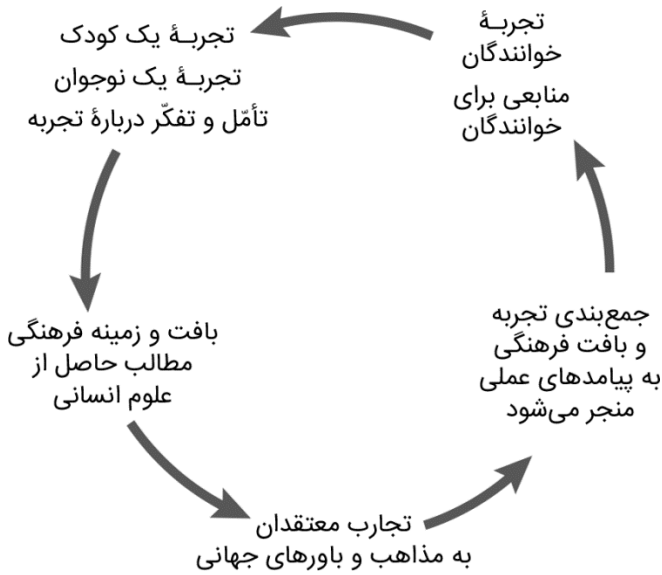 تجربـهٔ
خوانندگان
منابعی برای
خوانندگان
تجربـهٔ یک کودک
تجربـهٔ یک نوجوان
تأمّل و تفکّر دربارهٔ تجربه
بافت و زمینه فرهنگی
مطالب حاصل از
علوم انسانی
تجارب معتقدان
به مذاهب و باورهای جهانی
جمع‌بندی تجربه
و بافت فرهنگی
به پیامدهای عملی
منجر می‌شود